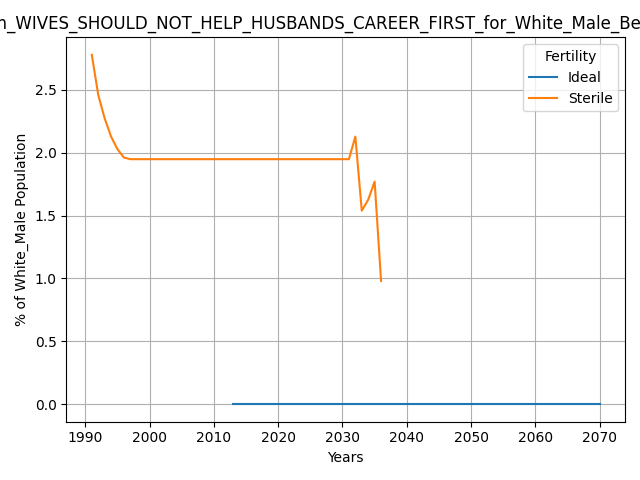 WIVES_SHOULD_NOT_HELP_HUSBANDS_CAREER_FIRST_for_White_Male_Be
Fertility
Ideal
Sterile
% of White_Male Population
2.5
2.0
1.5
1.0
0.5
0.0
1990 2000 2010 2020 2030 2040 2050 2060 2070
Years